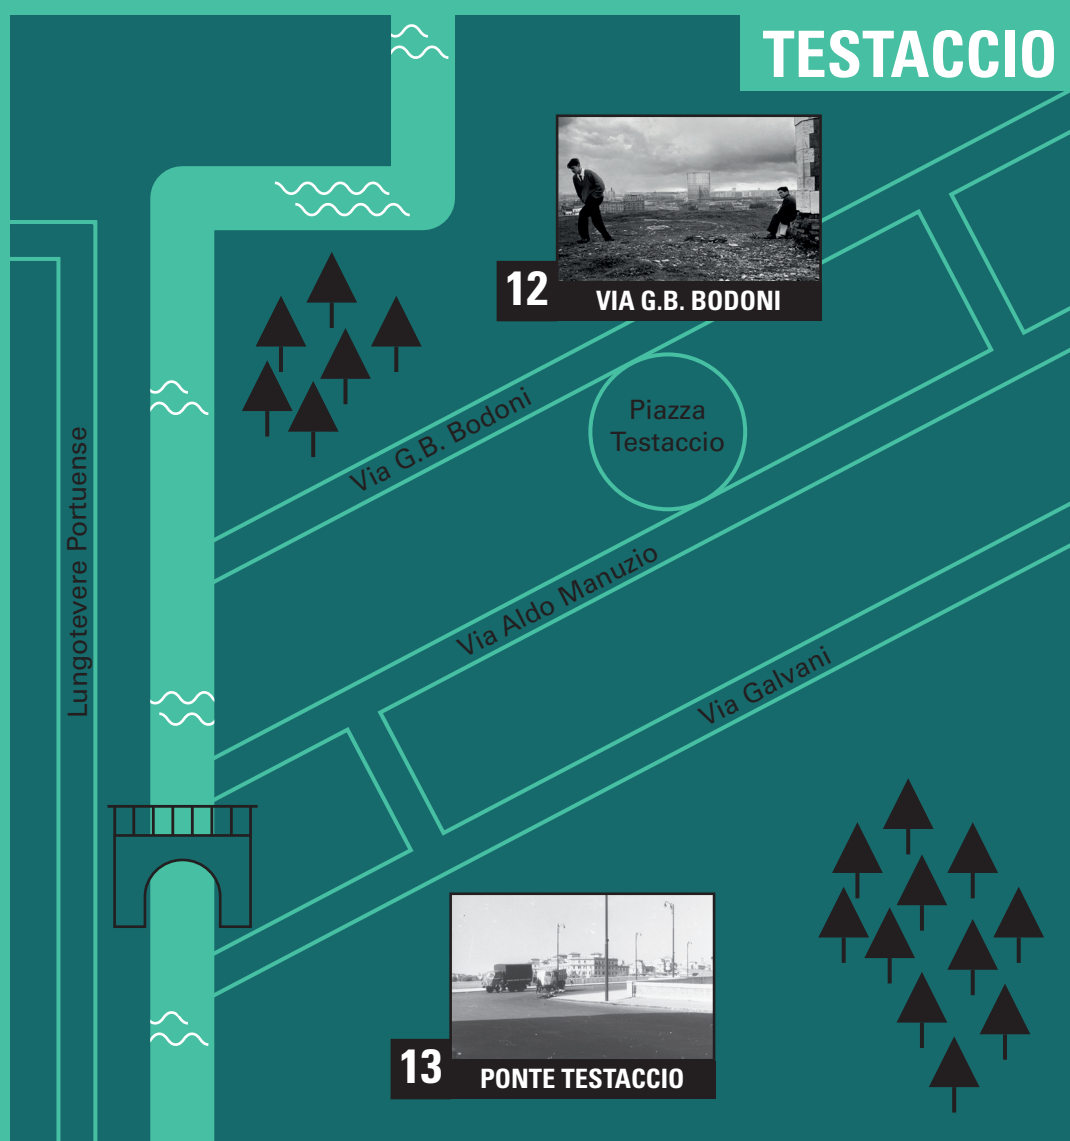 TESTACCIO
12
VIA G.B. BODONI
Piazza
Testaccio
Via G.B. Bodoni
Lungotevere Portuense
Via Aldo Manuzio
Via Galvani
13
PONTE TESTACCIO